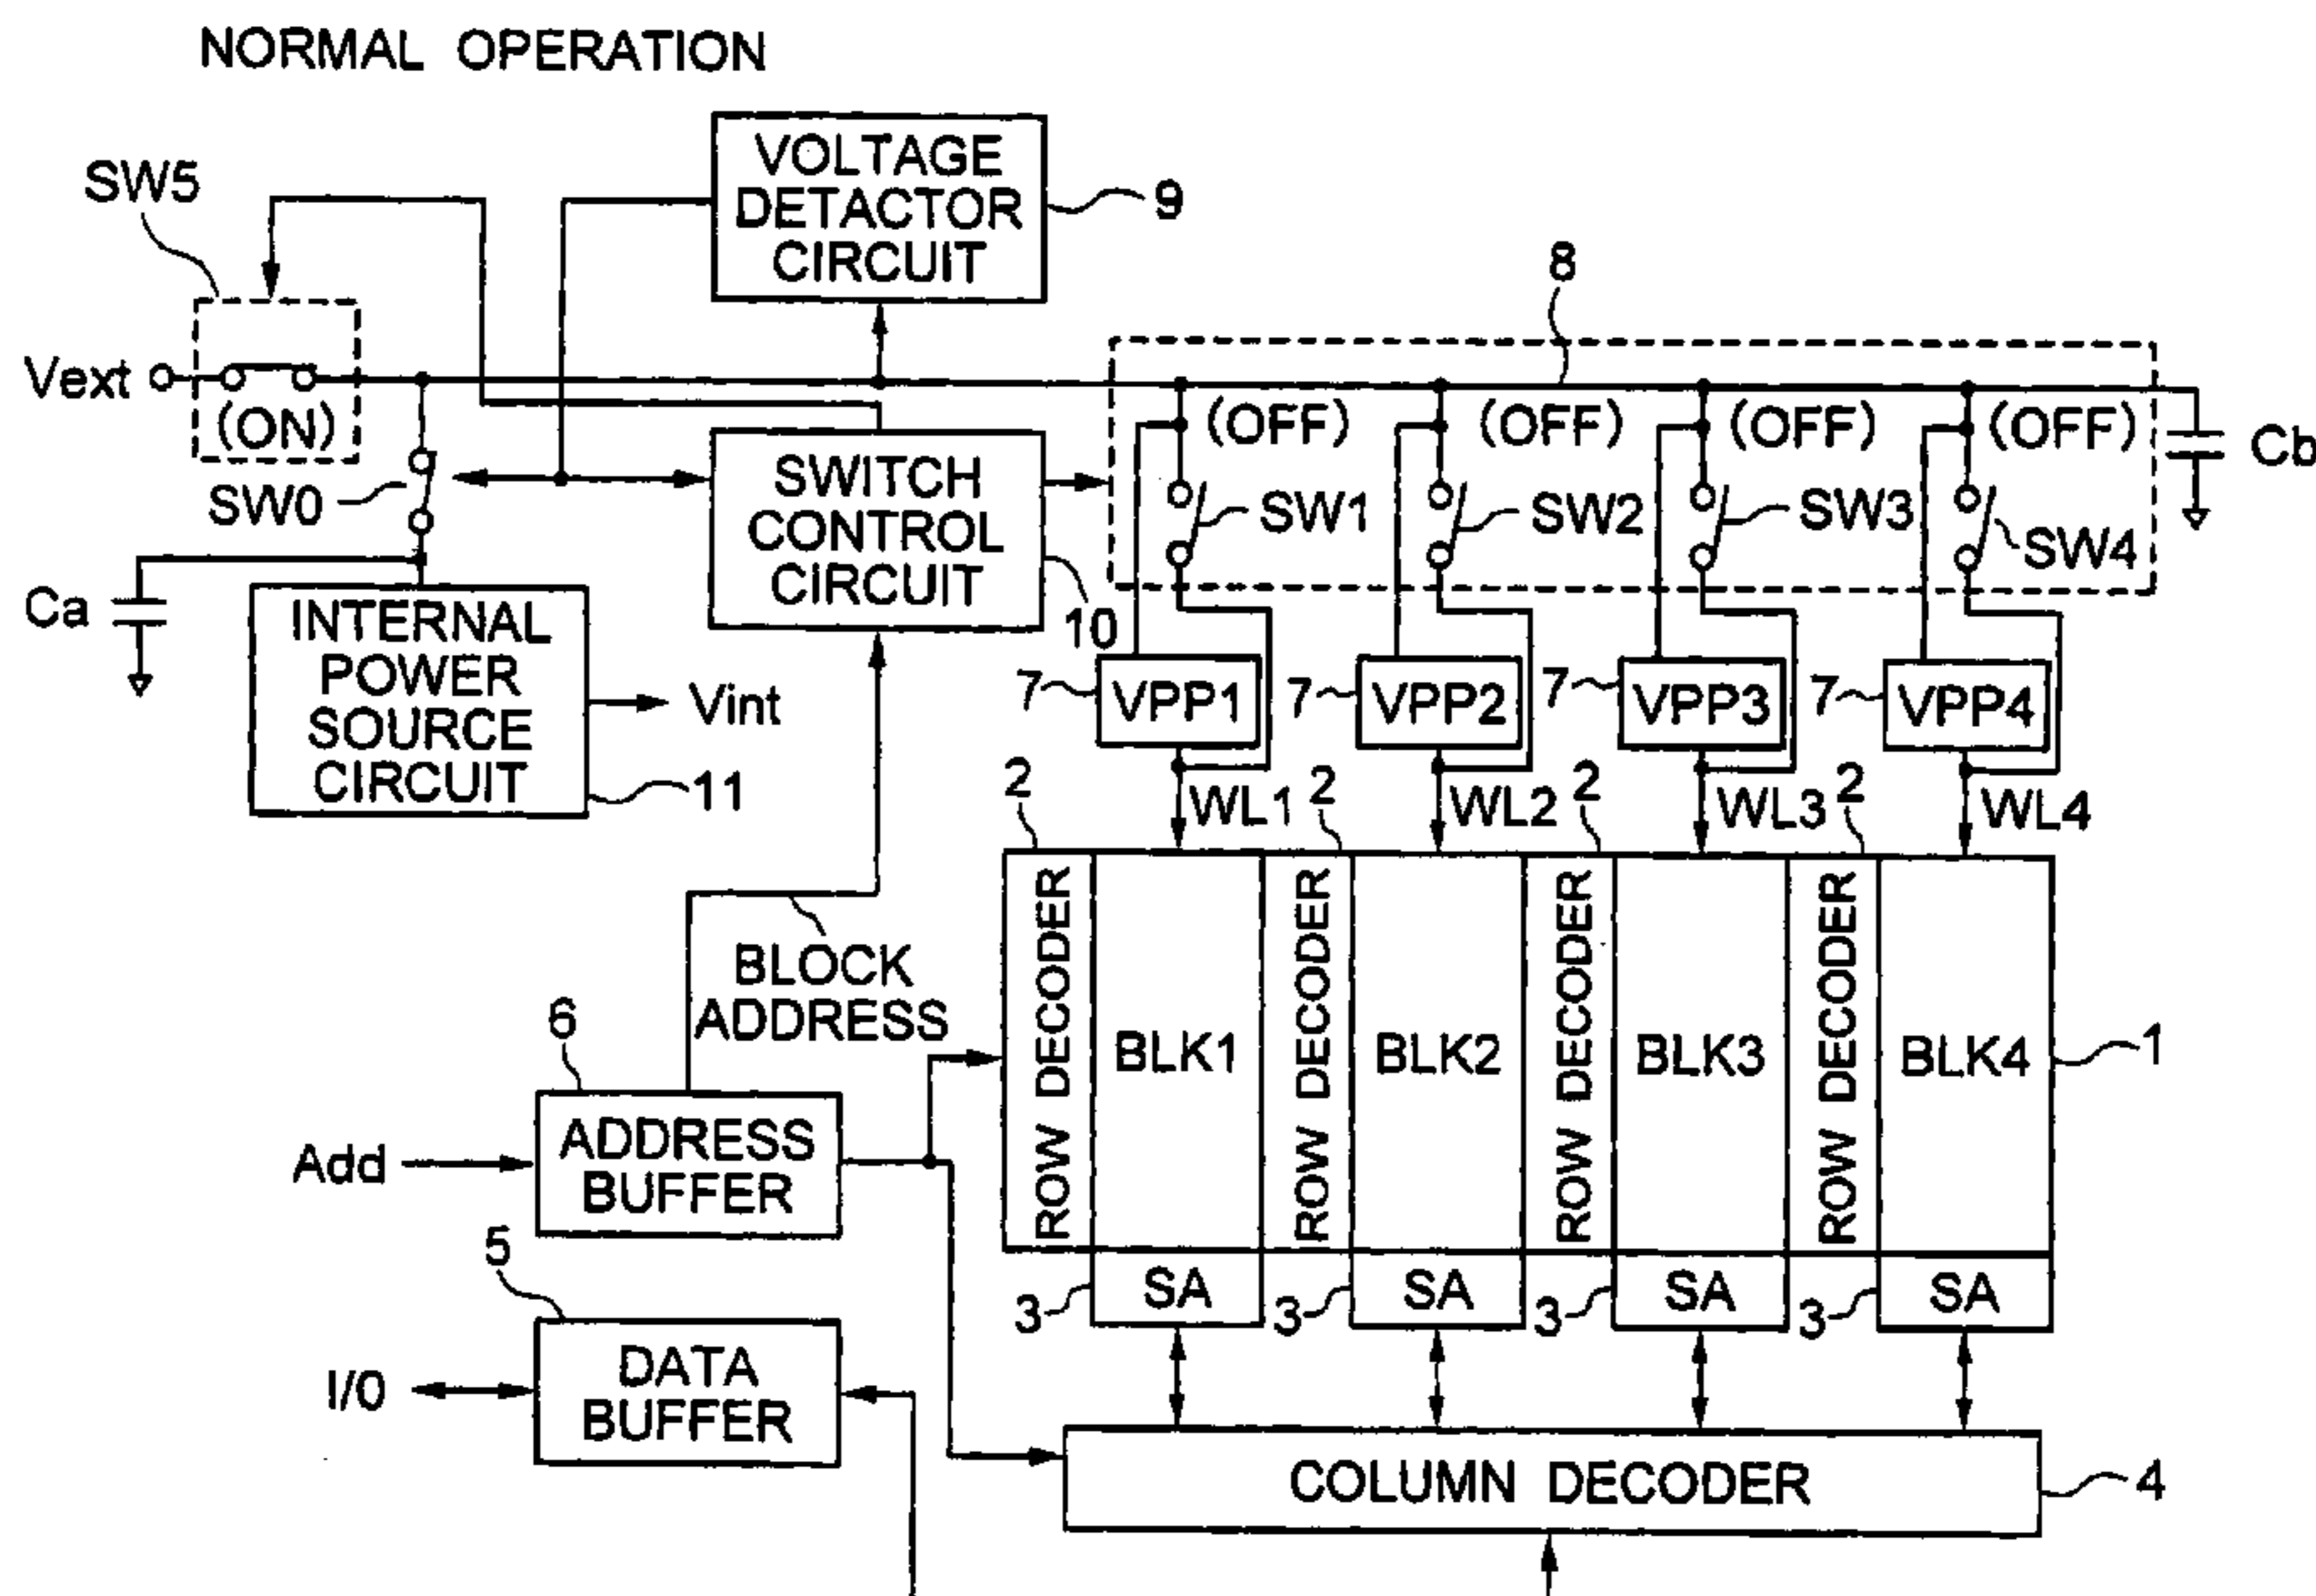 NORMAL OPERATION
VOLTAGE
DETACTOR
CIRCUIT
9
SW5
8
Vext
(ON)
(OFF)
(OFF)
(OFF)
(OFF)
Cb
SW0
SWITCH
CONTROL
CIRCUIT
10
SW1
SW2
SW3
SW4
Ca
INTERNAL
POWER
SOURCE
CIRCUIT
11
Vint
7
VPP1
7
VPP2
7
VPP3
7
VPP4
2
WL1
2
WL2
2
WL3
2
WL4
BLOCK
ADDRESS
ROW DECODER
BLK1
ROW DECODER
BLK2
ROW DECODER
BLK3
ROW DECODER
BLK4
1
6
Add
ADDRESS
BUFFER
3
SA
3
SA
3
SA
3
SA
5
I/0
DATA
BUFFER
COLUMN DECODER
4